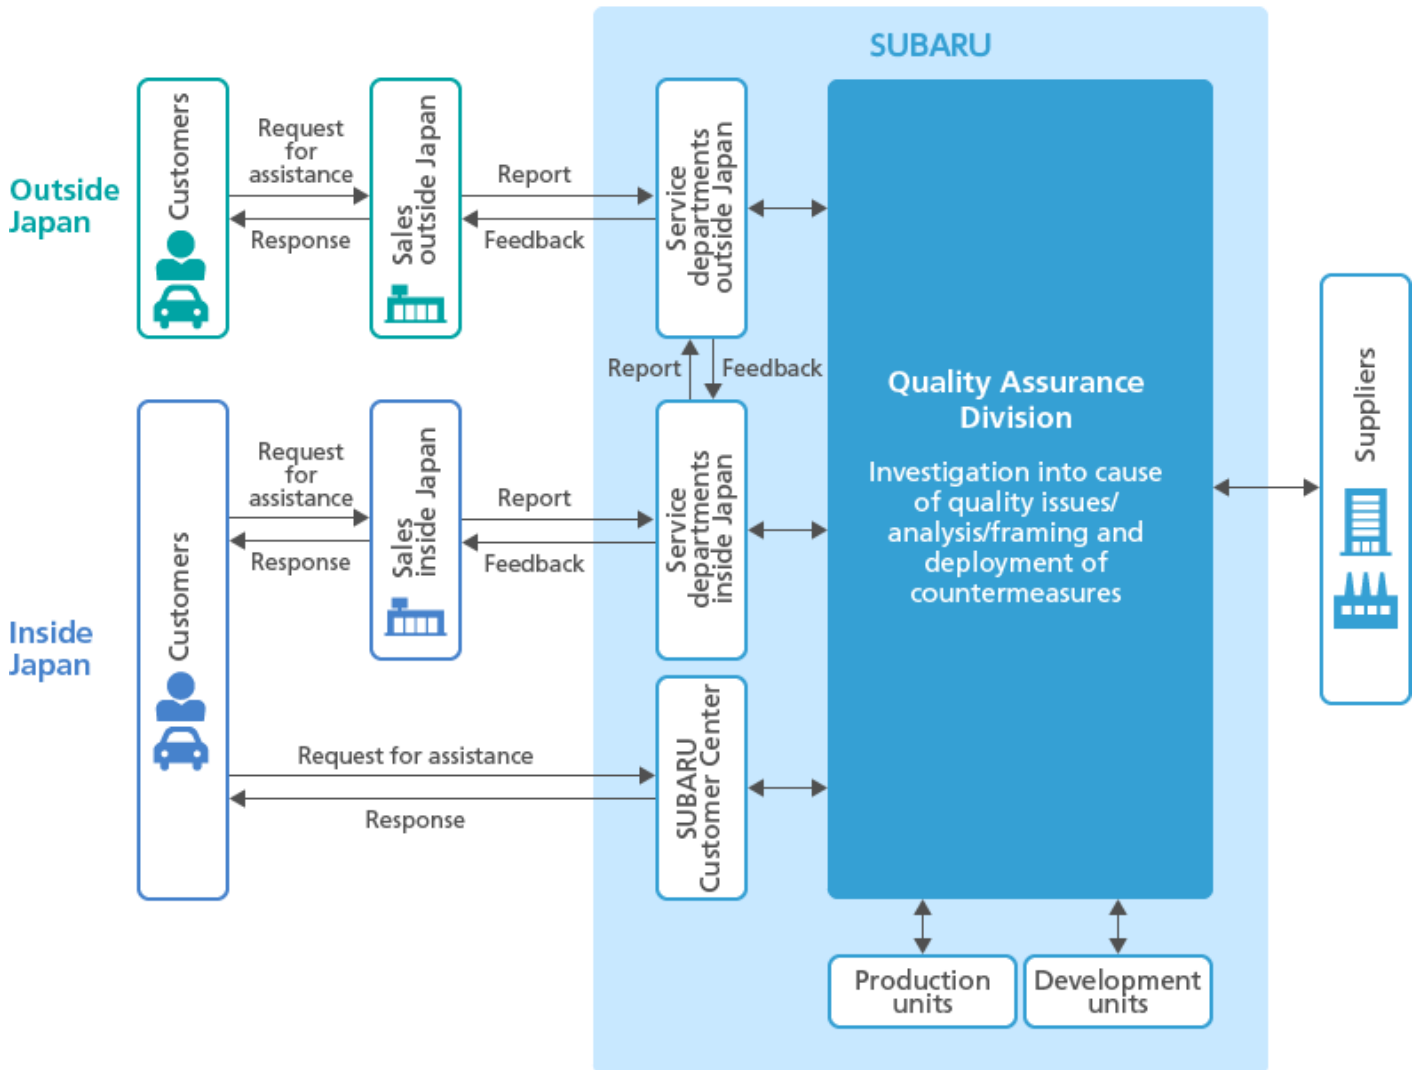 SUBARU
Outside
Japan
Customers
Request
for
assistance
Response
Sales
outside Japan
Report
Feedback
Service
departments
outside Japan
Report
Feedback
Inside
Japan
Customers
Request
for
assistance
Response
Sales
inside Japan
Report
Feedback
Service
departments
inside Japan
Request for assistance
Response
SUBARU
Customer Center
Quality Assurance
Division
Investigation into cause
of quality issues/
analysis/framing and
deployment of
countermeasures
Production
units
Development
units
Suppliers